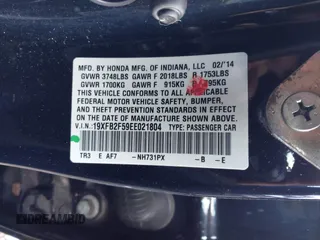 MFD. BY HONDA MFG. OF INDIANA, LLC 02/'14
GVWR 3748LBS GAWR F 2018LBS R 1753LBS
GVWR 1700KG GAWR F 915KG R 795KG
THIS VEHICLE CONFORMS TO ALL APPLICABLE
FEDERAL MOTOR VEHICLE SAFETY, BUMPER,
AND THEFT PREVENTION STANDARDS IN EFFECT
ON THE DATE OF MANUFACTURE SHOWN ABOVE.
V.I.N: 19XFB2F59EE021804 TYPE: PASSENGER CAR
TR3 E AF7 -NH731PX -B -E
DREAMBID